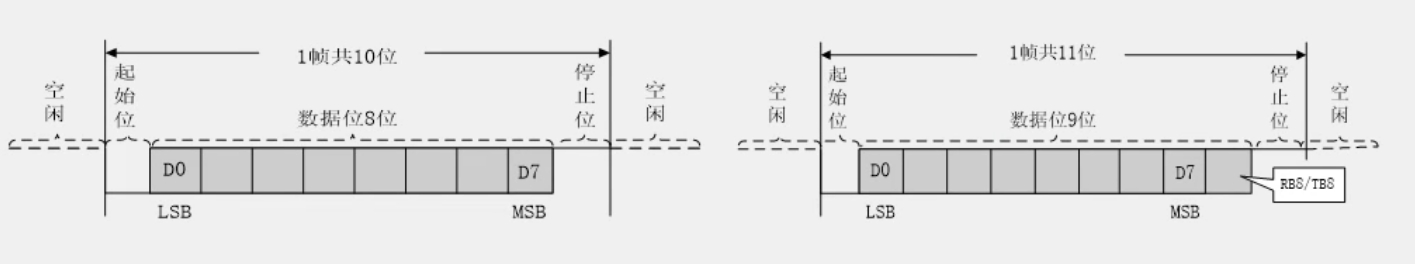 1帧共10位
空闲
起始位
数据位8位
停止位
空闲
D0
D7
LSB
MSB
1帧共11位
空闲
起始位
数据位9位
停止位
空闲
D0
D7
RB8/TB8
LSB
MSB